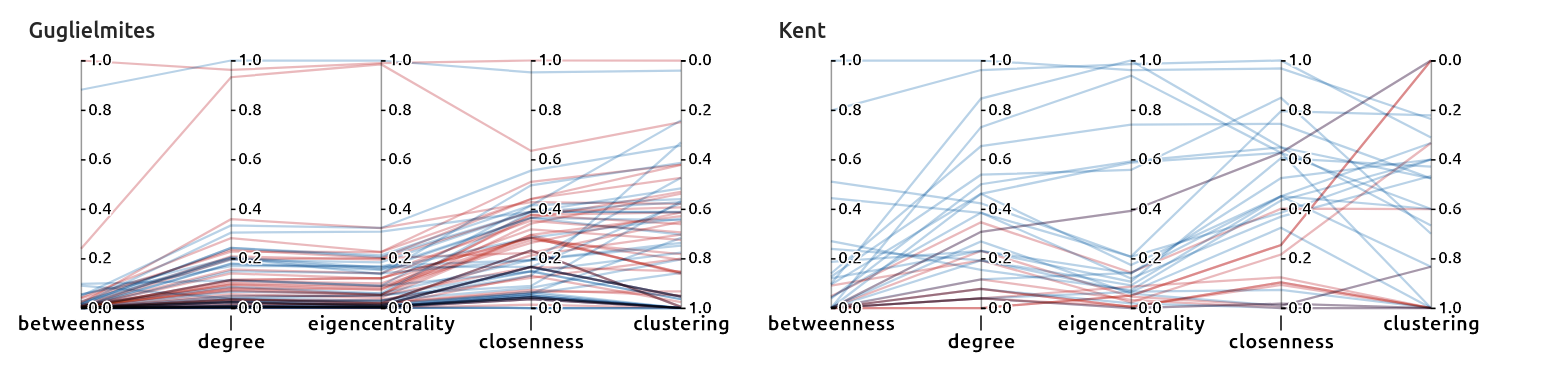 Guglielmites Kent
1.0 1.0 1.0 1.0 0.0 1.0 1.0 1.0 1.0 0.0
0.8 0.8 0.8 0.8 0.2 0.8 0.8 0.8 0.8 0.2
0.6 0.6 0.6 0.6 0.4 0.6 0.6 0.6 0.6 0.4
0.4 0.4 0.4 0.4 0.6 0.4 0.4 0.4 0.4 0.6
0.2 0.2 0.2 0.2 0.8 0.2 0.2 0.2 0.2 0.8
0.0 0.0 0.0 0.0 1.0 0.0 0.0 0.0 0.0 1.0
betweenness eigencentrality clustering betweenness eigencentrality clustering
degree closenness degree closenness